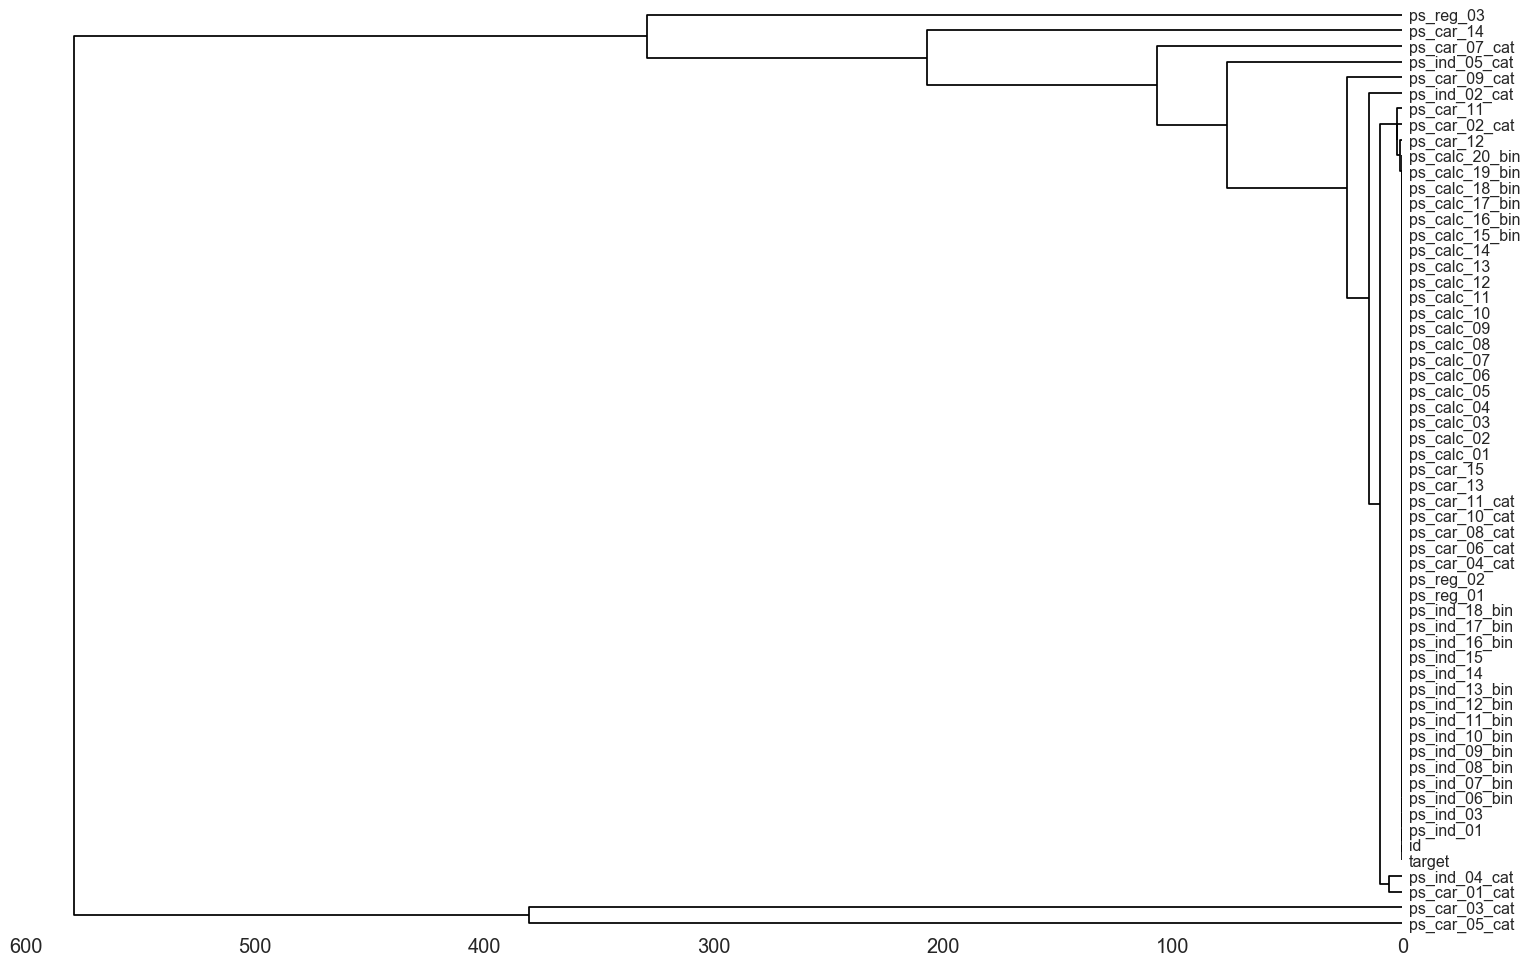 ps_reg_03
ps_car_14
ps_car_07_cat
ps_ind_05_cat
ps_car_09_cat
ps_ind_02_cat
ps_car_11
ps_car_02_cat
ps_car_12
ps_calc_20_bin
ps_calc_19_bin
ps_calc_18_bin
ps_calc_17_bin
ps_calc_16_bin
ps_calc_15_bin
ps_calc_14
ps_calc_13
ps_calc_12
ps_calc_11
ps_calc_10
ps_calc_09
ps_calc_08
ps_calc_07
ps_calc_06
ps_calc_05
ps_calc_04
ps_calc_03
ps_calc_02
ps_calc_01
ps_car_15
ps_car_13
ps_car_11_cat
ps_car_10_cat
ps_car_08_cat
ps_car_06_cat
ps_car_04_cat
ps_reg_02
ps_reg_01
ps_ind_18_bin
ps_ind_17_bin
ps_ind_16_bin
ps_ind_15
ps_ind_14
ps_ind_13_bin
ps_ind_12_bin
ps_ind_11_bin
ps_ind_10_bin
ps_ind_09_bin
ps_ind_08_bin
ps_ind_07_bin
ps_ind_06_bin
ps_ind_03
ps_ind_01
id
target
ps_ind_04_cat
ps_car_01_cat
ps_car_03_cat
ps_car_05_cat
600 500 400 300 200 100 0